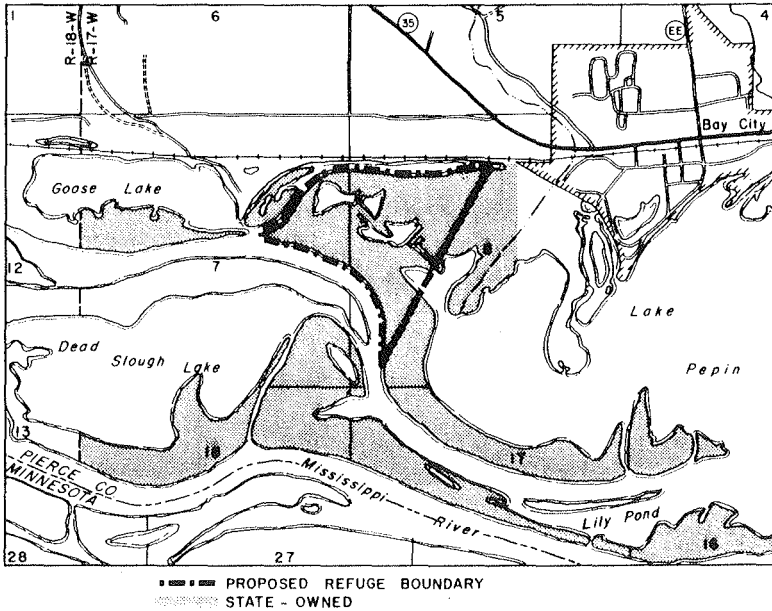 1
6
5
4
R-18-W
R-17-W
35
EE
Bay City
Goose Lake
8
12
7
Lake
Dead
Slough Lake
Pepin
13
18
17
PIERCE CO.
MINNESOTA
Mississippi
River
Lily Pond
16
28
27
PROPOSED REFUGE BOUNDARY
STATE - OWNED